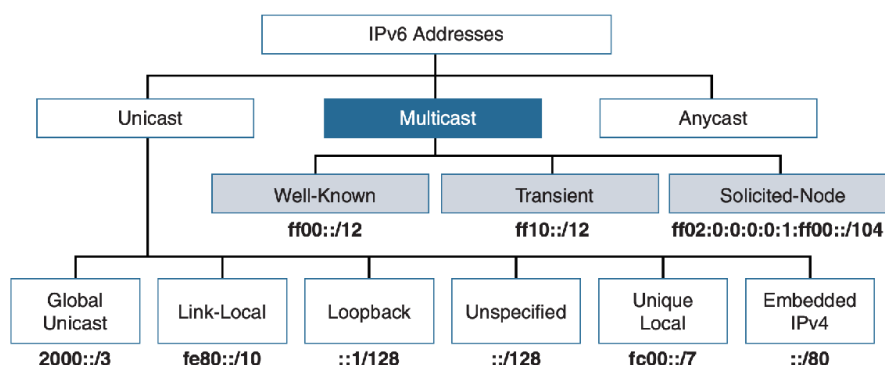 IPv6 Addresses
Unicast
Multicast
Anycast
Well-Known
Transient
Solicited-Node
ff00::/12
ff10::/12
ff02:0:0:0:0:1:ff00::/104
Global
Unicast
Link-Local
Loopback
Unspecified
Unique
Local
Embedded
IPv4
2000::/3
fe80::/10
::1/128
::/128
fc00::/7
::/80